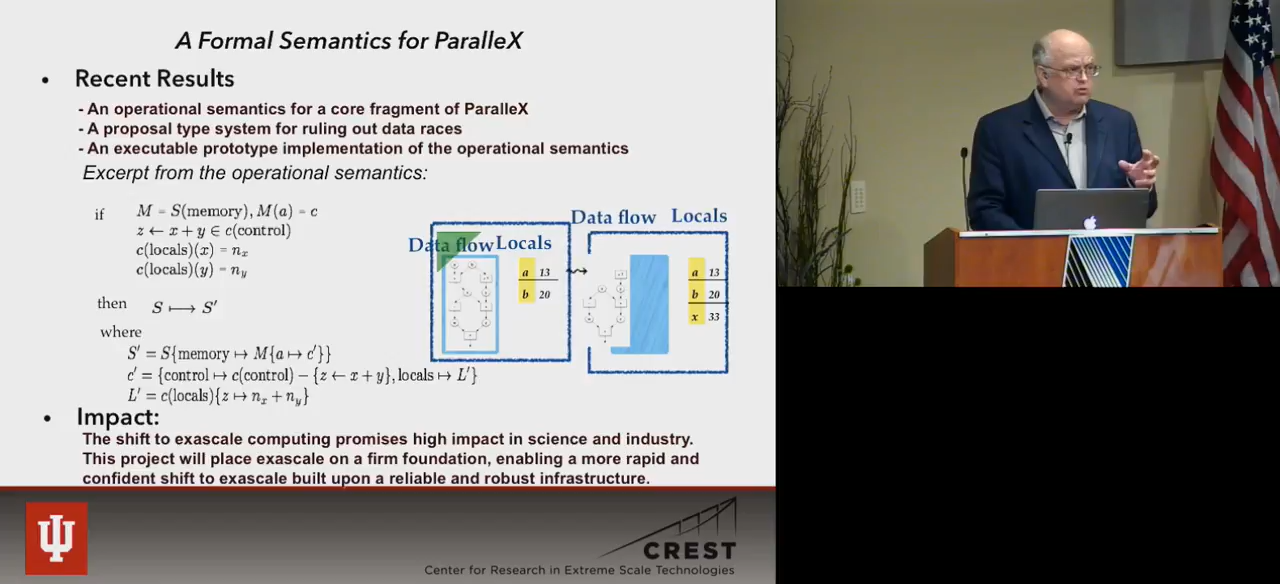 A Formal Semantics for ParalleX
• Recent Results
- An operational semantics for a core fragment of ParalleX
- A proposal type system for ruling out data races
- An executable prototype implementation of the operational semantics
Excerpt from the operational semantics:
if M = S(memory), M(a) = c
z ← x + y ∈ c(control)
c(locals)(x) = nₓ
c(locals)(y) = n_y
then S ⟼ S′
where
S′ = S{memory ↦ M{a ↦ c′}}
c′ = {control ↦ c(control) − {z ← x + y}, locals ↦ L′}
L′ = c(locals){z ↦ nₓ + n_y}
Data flow Locals
a 13
b 20
Data flow Locals
a 13
b 20
x 33
• Impact:
The shift to exascale computing promises high impact in science and industry.
This project will place exascale on a firm foundation, enabling a more rapid and
confident shift to exascale built upon a reliable and robust infrastructure.
CREST
Center for Research in Extreme Scale Technologies